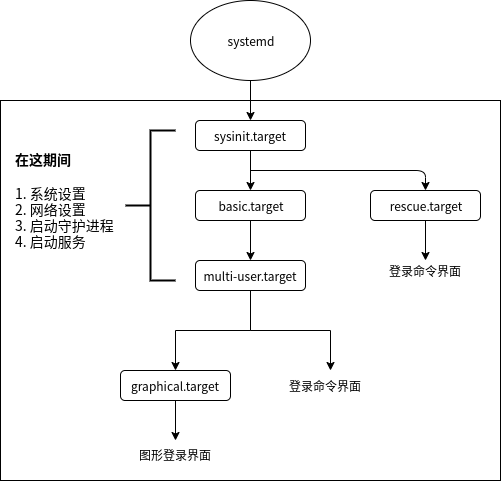 systemd
sysinit.target
在这期间
1. 系统设置
2. 网络设置
3. 启动守护进程
4. 启动服务
basic.target
rescue.target
multi-user.target
登录命令界面
graphical.target
登录命令界面
图形登录界面